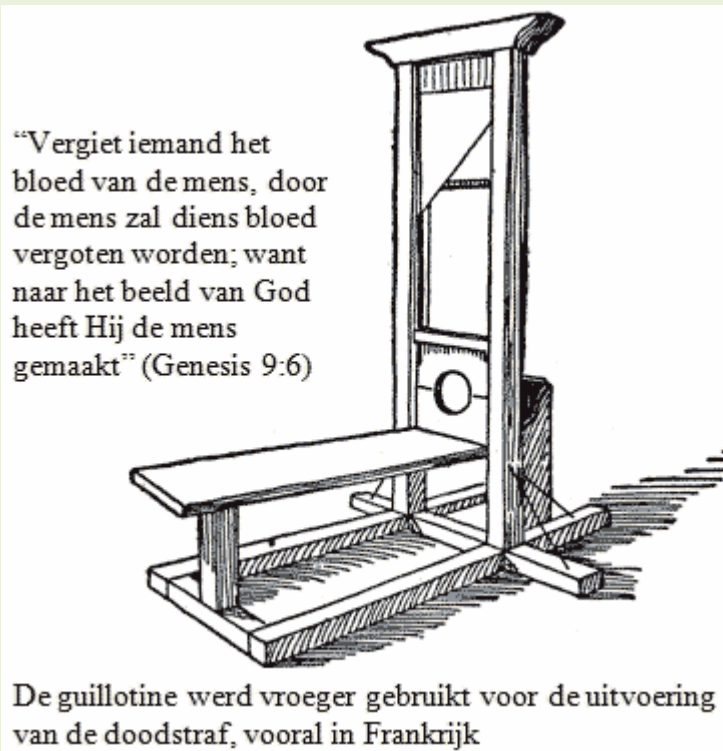 “Vergiet iemand het
bloed van de mens, door
de mens zal diens bloed
vergoten worden; want
naar het beeld van God
heeft Hij de mens
gemaakt” (Genesis 9:6)
De guillotine werd vroeger gebruikt voor de uitvoering
van de doodstraf, vooral in Frankrijk